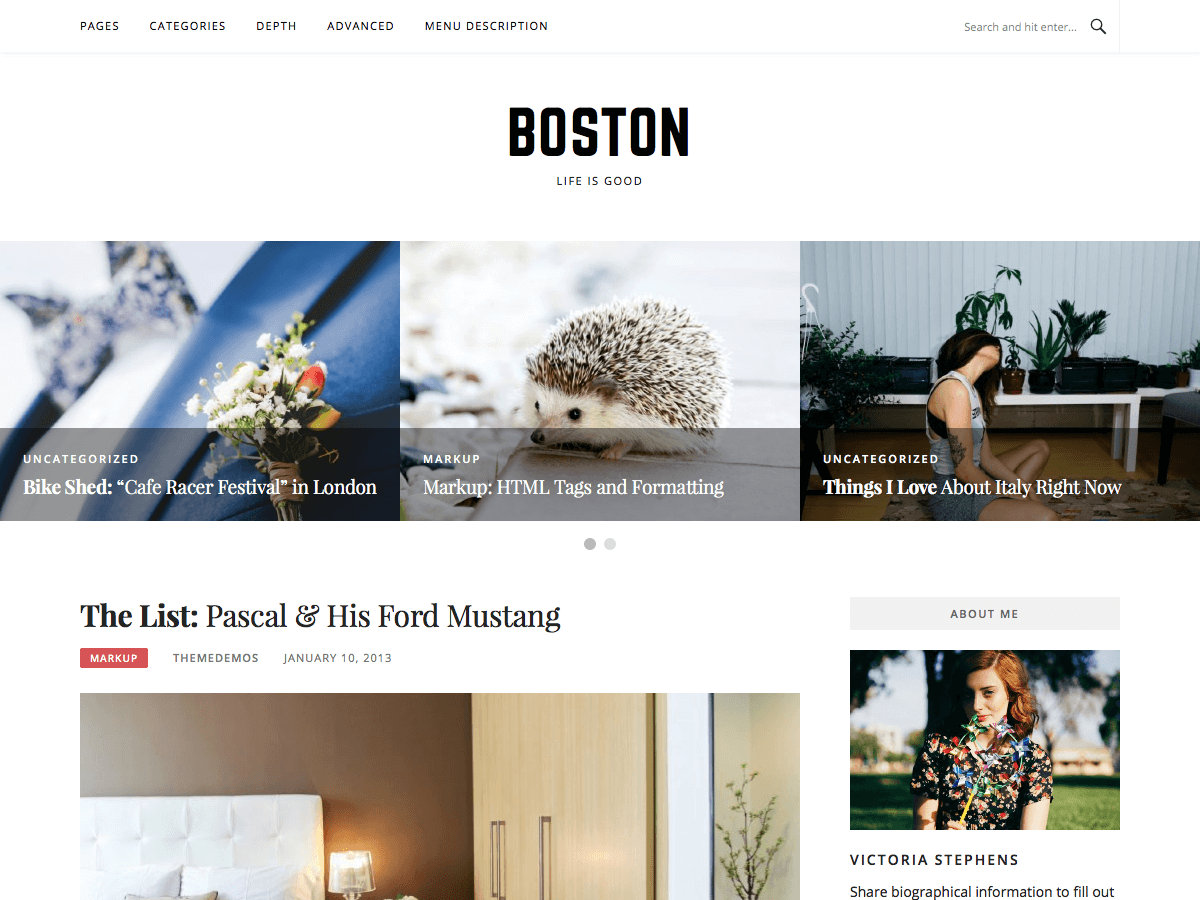 PAGES CATEGORIES DEPTH ADVANCED MENU DESCRIPTION Search and hit enter...
BOSTON
LIFE IS GOOD
UNCATEGORIZED
Bike Shed: “Cafe Racer Festival” in London
MARKUP
Markup: HTML Tags and Formatting
UNCATEGORIZED
Things I Love About Italy Right Now
The List: Pascal & His Ford Mustang
MARKUP THEMEDEMOS JANUARY 10, 2013
ABOUT ME
VICTORIA STEPHENS
Share biographical information to fill out